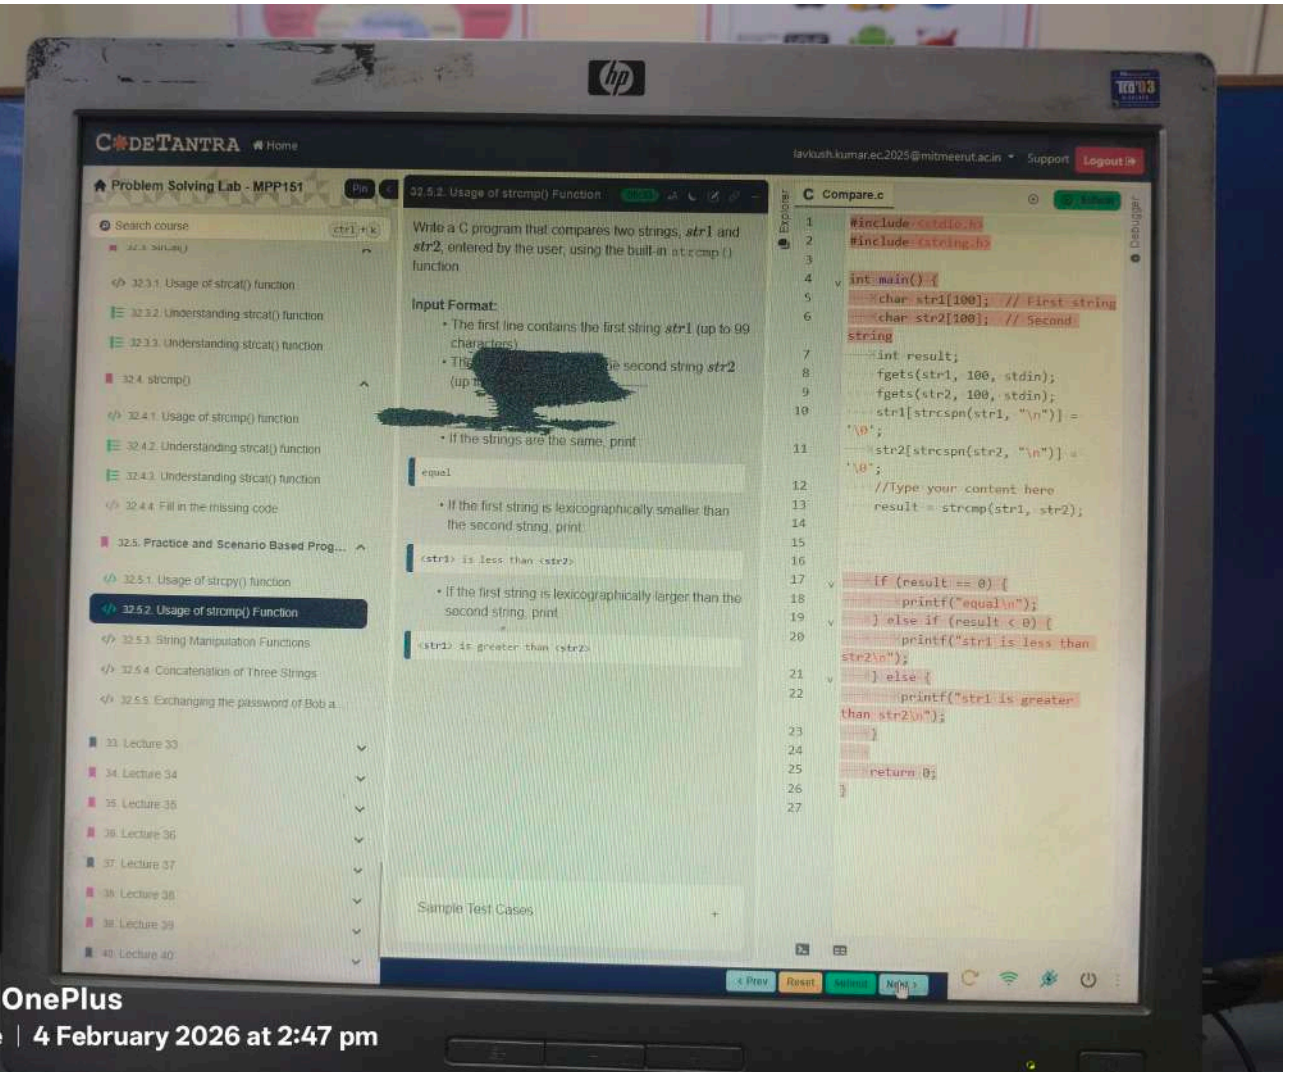 hp
CODETANTRA Home
lavkush.kumar.ec.2025@mitmeerut.ac.in Support Logout
Problem Solving Lab - MPP151 Pin
Search course ctrl+k
32.3.1. Usage of strcat() function
32.3.2. Understanding strcat() function
32.3.3. Understanding strcat() function
32.4. strcmp()
32.4.1. Usage of strcmp() function
32.4.2. Understanding strcat() function
32.4.3. Understanding strcat() function
32.4.4. Fill in the missing code
32.5. Practice and Scenario Based Prog...
32.5.1. Usage of strcpy() function
32.5.2. Usage of strcmp() Function
32.5.3. String Manipulation Functions
32.5.4. Concatenation of Three Strings
32.5.5. Exchanging the password of Bob a...
33. Lecture 33
34. Lecture 34
35. Lecture 35
36. Lecture 36
37. Lecture 37
38. Lecture 38
39. Lecture 39
40. Lecture 40
32.5.2. Usage of strcmp() Function
Write a C program that compares two strings, str1 and
str2, entered by the user, using the built-in strcmp()
function.
Input Format:
• The first line contains the first string str1 (up to 99
characters)
• The second string str2
(up
• If the strings are the same, print:
equal
• If the first string is lexicographically smaller than
the second string, print:
<str1> is less than <str2>
• If the first string is lexicographically larger than the
second string, print
<str1> is greater than <str2>
Sample Test Cases +
Explorer
C Compare.c
Debugger
1 #include <stdio.h>
2 #include <string.h>
3
4 int main() {
5 char str1[100]; // First string
6 char str2[100]; // Second
string
7 int result;
8 fgets(str1, 100, stdin);
9 fgets(str2, 100, stdin);
10 str1[strcspn(str1, "\n")] =
'\0';
11 str2[strcspn(str2, "\n")] =
'\0';
12 //Type your content here
13 result = strcmp(str1, str2);
14
15
16
17 if (result == 0) {
18 printf("equal\n");
19 } else if (result < 0) {
20 printf("str1 is less than
str2\n");
21 } else {
22 printf("str1 is greater
than str2\n");
23 }
24
25 return 0;
26 }
27
< Prev Reset Submit Next >
OnePlus
| 4 February 2026 at 2:47 pm